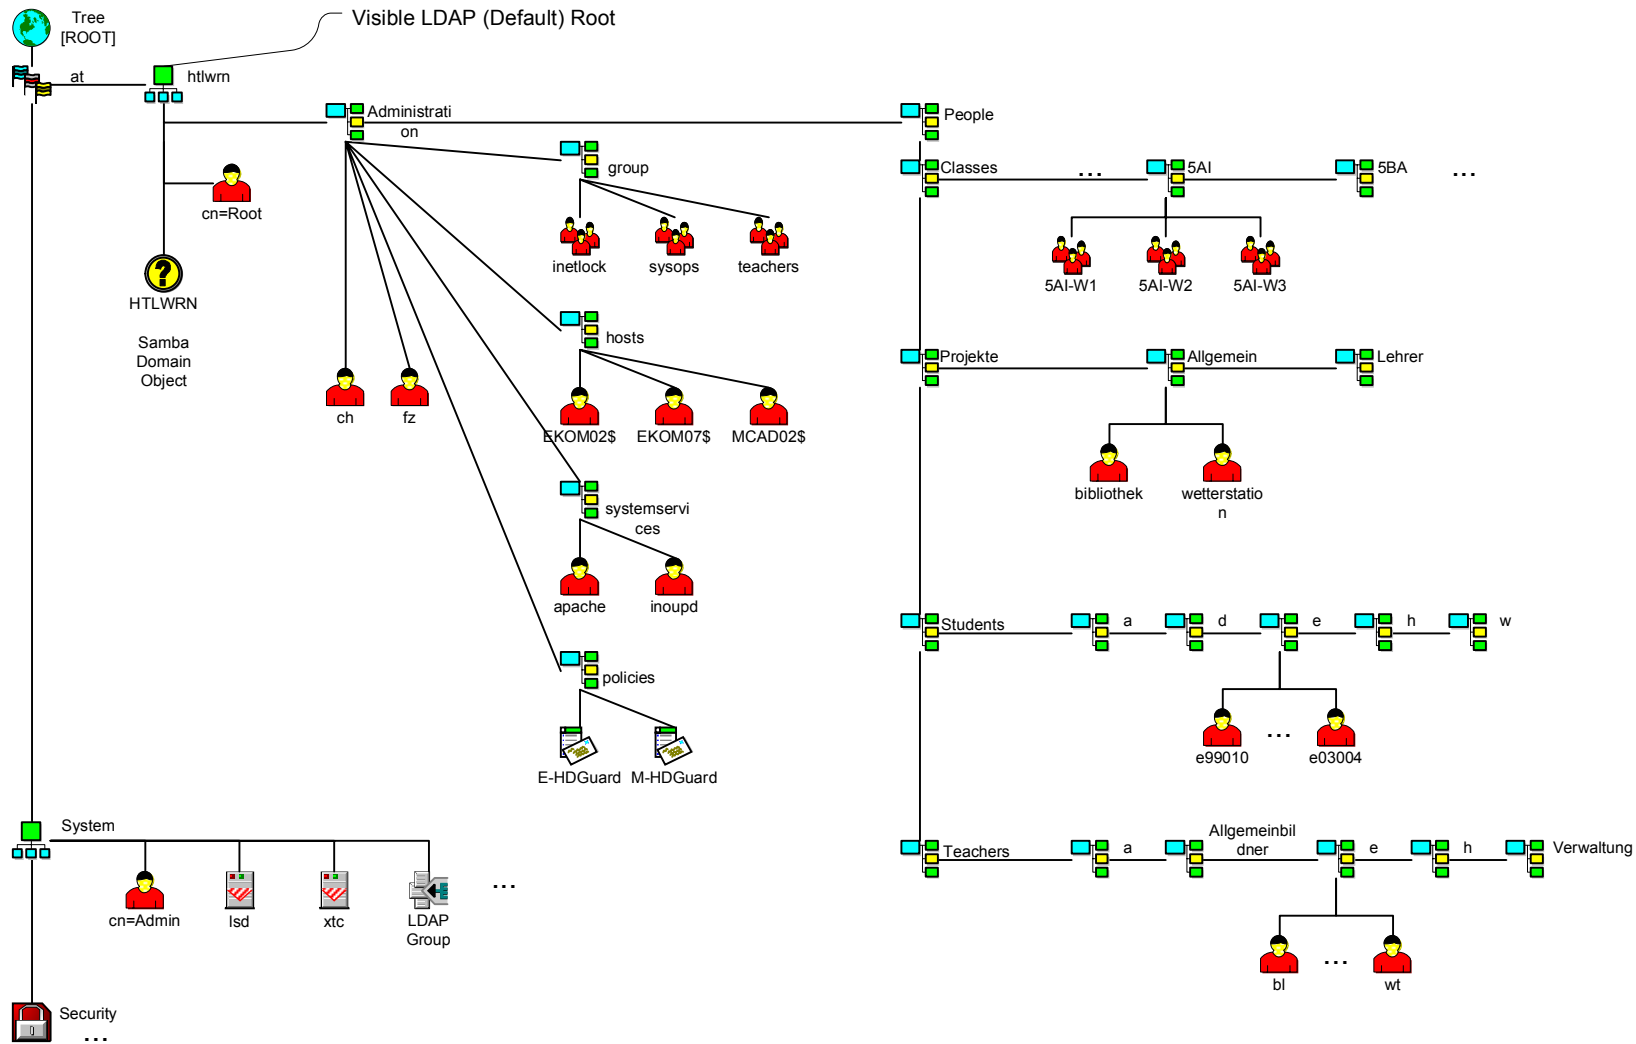 Tree
[ROOT]
Visible LDAP (Default) Root
at
htlwrn
Administrati
on
People
cn=Root
HTLWRN
Samba
Domain
Object
group
inetlock
sysops
teachers
hosts
ch
fz
EKOM02$
EKOM07$
MCAD02$
systemservi
ces
apache
inoupd
policies
E-HDGuard
M-HDGuard
Classes
...
5AI
5BA
...
5AI-W1
5AI-W2
5AI-W3
Projekte
Allgemein
Lehrer
bibliothek
wetterstatio
n
Students
a
d
e
h
w
e99010
...
e03004
Teachers
a
Allgemeinbil
dner
e
h
Verwaltung
bl
...
wt
System
cn=Admin
lsd
xtc
LDAP
Group
...
Security
...